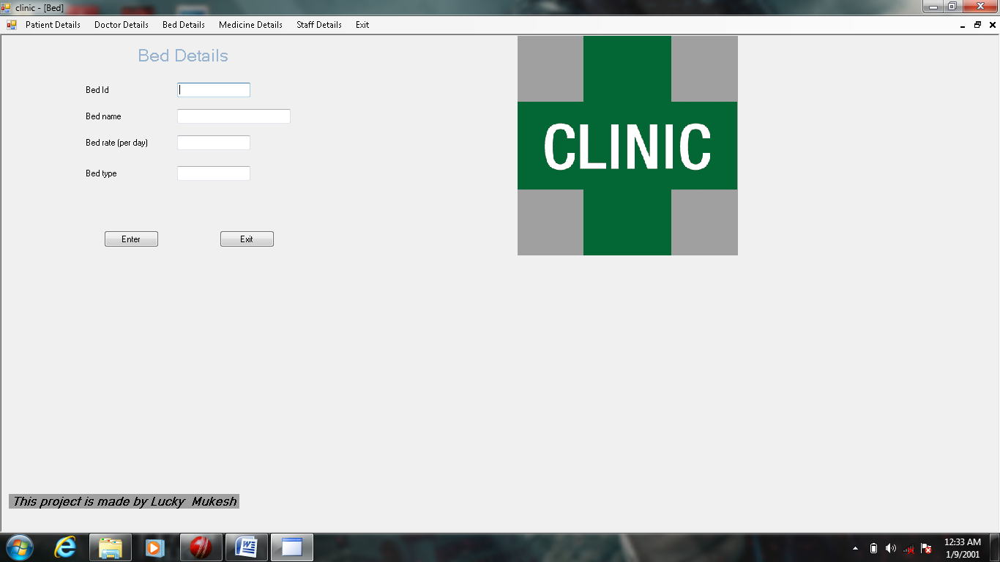 clinic - [Bed]
Patient Details Doctor Details Bed Details Medicine Details Staff Details Exit
Bed Details
Bed Id
Bed name
Bed rate (per day)
Bed type
Enter Exit
CLINIC
This project is made by Lucky Mukesh
12:33 AM
1/9/2001